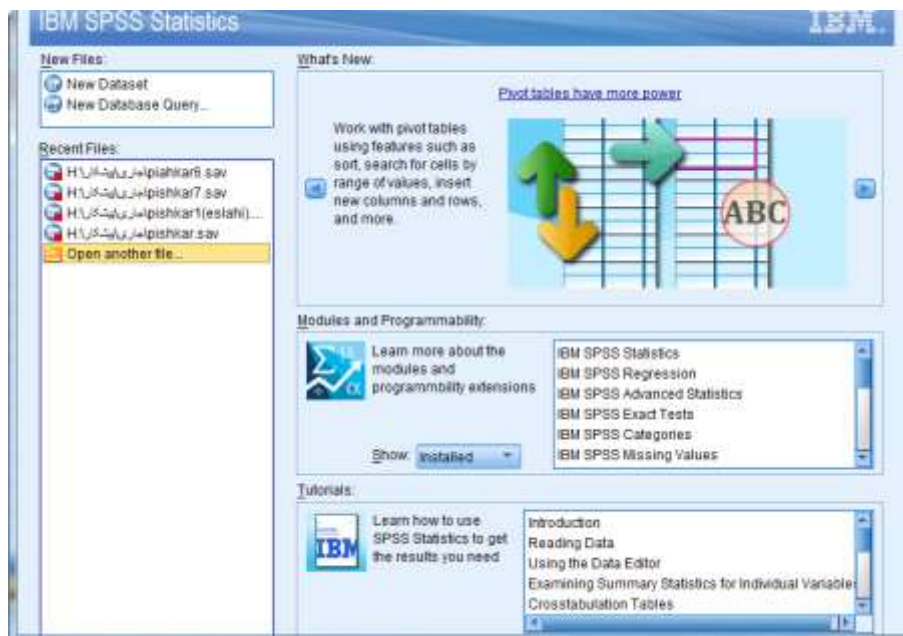 IBM SPSS Statistics
IBM.
New Files:
New Dataset
New Database Query...
Recent Files:
piahkar6.sav
pishkar7.sav
pishkar1(eslahi)....
pishkar.sav
Open another file...
What's New:
Pivot tables have more power
Work with pivot tables
using features such as
sort, search for cells by
range of values, insert
new columns and rows,
and more.
ABC
Modules and Programmability:
Learn more about the
modules and
programmbility extensions
Show: Installed
IBM SPSS Statistics
IBM SPSS Regression
IBM SPSS Advanced Statistics
IBM SPSS Exact Tests
IBM SPSS Categories
IBM SPSS Missing Values
Tutorials:
IBM
Learn how to use
SPSS Statistics to get
the results you need
Introduction
Reading Data
Using the Data Editor
Examining Summary Statistics for Individual Variable
Crosstabulation Tables